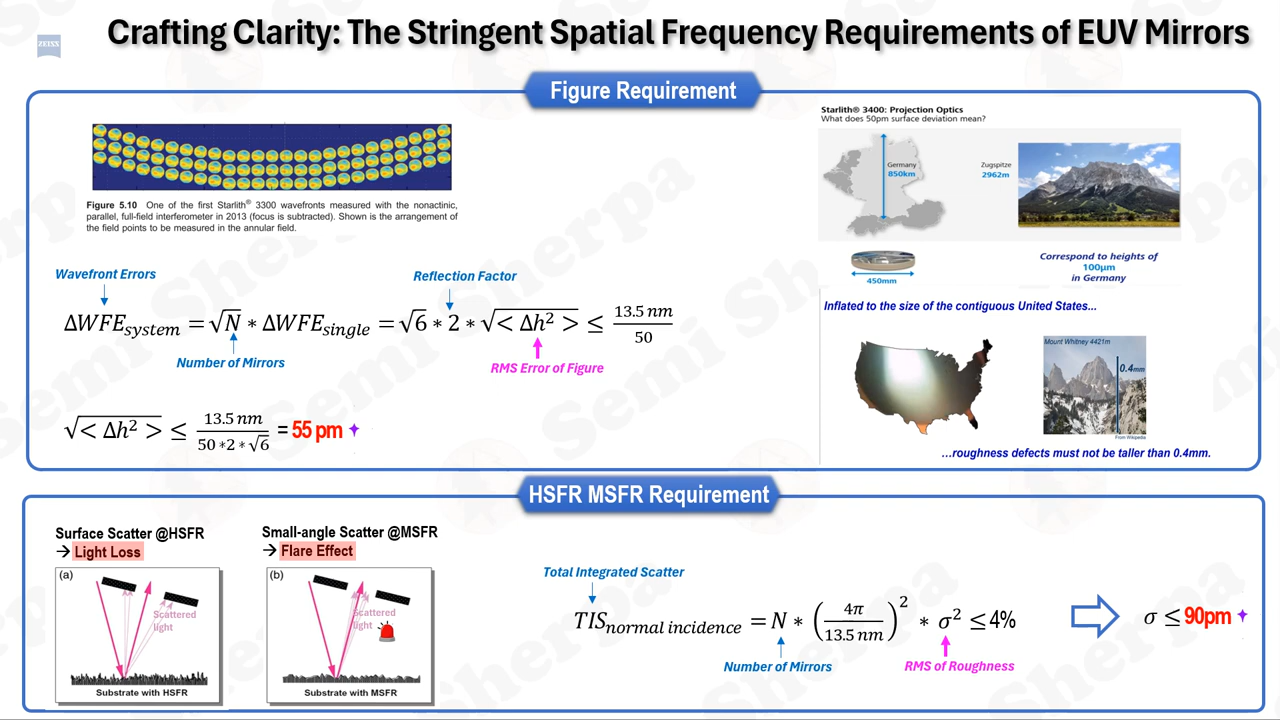 ZEISS
Crafting Clarity: The Stringent Spatial Frequency Requirements of EUV Mirrors
Figure Requirement
Figure 5.10 One of the first Starlith® 3300 wavefronts measured with the nonactinic,
parallel, full-field interferometer in 2013 (focus is subtracted). Shown is the arrangement of
the field points to be measured in the annular field.
Wavefront Errors
Reflection Factor
ΔWFE_system = √N * ΔWFE_single = √6 * 2 * √(< Δh² >) ≤ 13.5 nm / 50
Number of Mirrors
RMS Error of Figure
√(< Δh² >) ≤ 13.5 nm / (50 * 2 * √6) = 55 pm
Starlith® 3400: Projection Optics
What does 50pm surface deviation mean?
Germany
850km
Zugspitze
2962m
450mm
Correspond to heights of
100µm
in Germany
Inflated to the size of the contiguous United States...
Mount Whitney 4421m
0.4mm
From Wikipedia
...roughness defects must not be taller than 0.4mm.
HSFR MSFR Requirement
Surface Scatter @HSFR
→ Light Loss
(a)
Scattered
light
Substrate with HSFR
Small-angle Scatter @MSFR
→ Flare Effect
(b)
Scattered
light
Substrate with MSFR
Total Integrated Scatter
TIS_normal incidence = N * (4π / 13.5 nm)² * σ² ≤ 4%
Number of Mirrors
RMS of Roughness
σ ≤ 90pm
Semi Sherpa